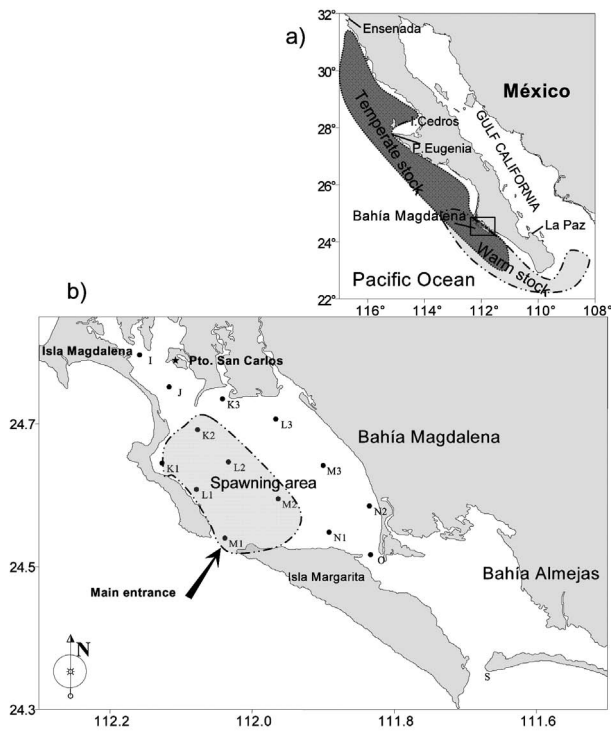 a)
32°
Ensenada
30°
México
I.Cedros
28°
P.Eugenia
GULF CALIFORNIA
Temperate stock
26°
Bahía Magdalena
La Paz
24°
Warm stock
Pacific Ocean
22°
116° 114° 112° 110° 108°
b)
Isla Magdalena
I
Pto. San Carlos
J
K3
24.7
L3
K2
Bahía Magdalena
K1
L2
M3
Spawning area
L1
M2
N2
M1
N1
24.5
O
Main entrance
Isla Margarita
Bahía Almejas
N
S
24.3
112.2 112.0 111.8 111.6